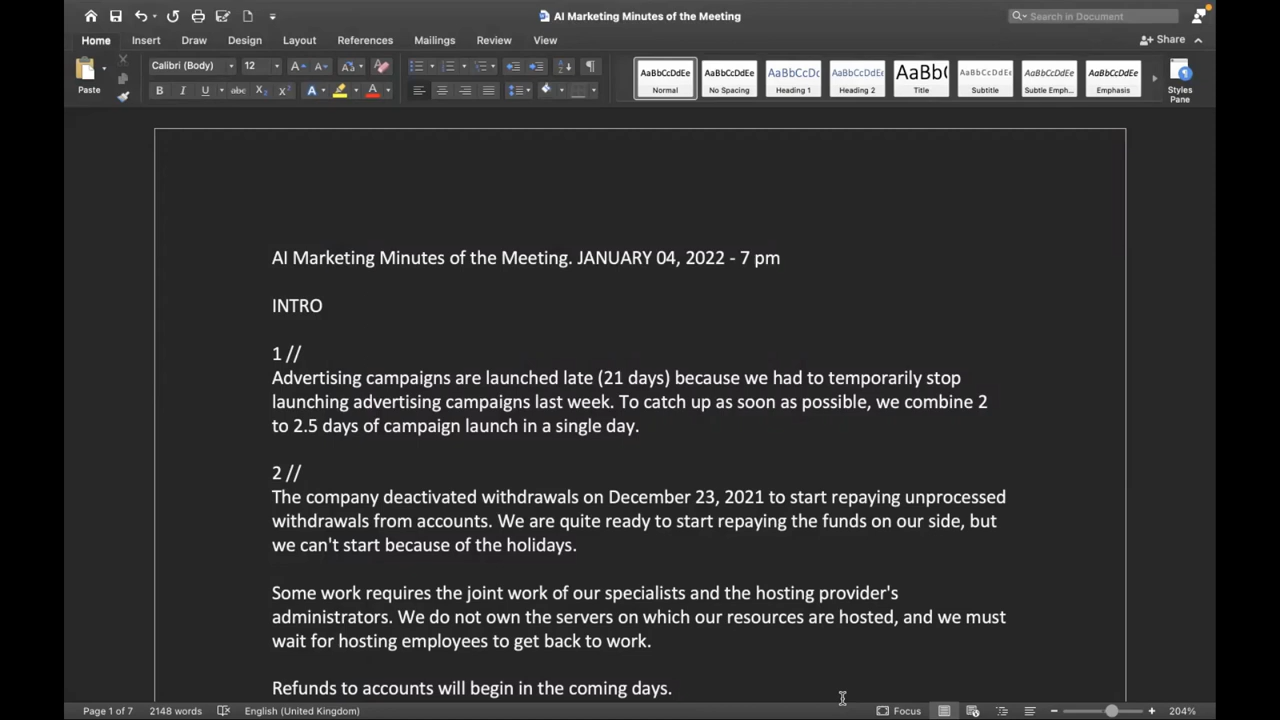 AI Marketing Minutes of the Meeting
Search in Document
Home Insert Draw Design Layout References Mailings Review View
Share
Paste
Calibri (Body) 12
AaBbCcDdEe AaBbCcDdEe AaBbCcDc AaBbCcDdEe AaBb( AaBbCcDdEe AaBbCcDdEe AaBbCcDdEe
Normal No Spacing Heading 1 Heading 2 Title Subtitle Subtle Emph... Emphasis
Styles
Pane
AI Marketing Minutes of the Meeting. JANUARY 04, 2022 - 7 pm
INTRO
1 //
Advertising campaigns are launched late (21 days) because we had to temporarily stop
launching advertising campaigns last week. To catch up as soon as possible, we combine 2
to 2.5 days of campaign launch in a single day.
2 //
The company deactivated withdrawals on December 23, 2021 to start repaying unprocessed
withdrawals from accounts. We are quite ready to start repaying the funds on our side, but
we can't start because of the holidays.
Some work requires the joint work of our specialists and the hosting provider's
administrators. We do not own the servers on which our resources are hosted, and we must
wait for hosting employees to get back to work.
Refunds to accounts will begin in the coming days.
Page 1 of 7 2148 words English (United Kingdom) Focus 204%